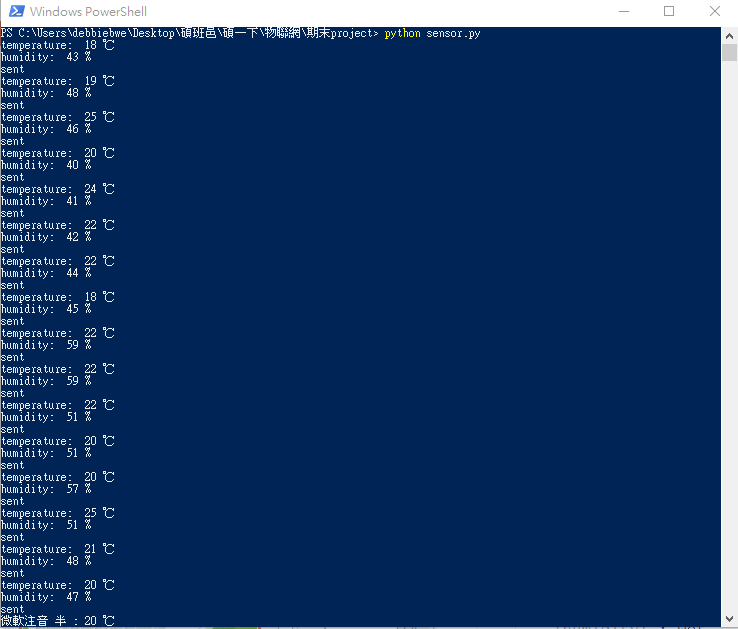 Windows PowerShell
PS C:\Users\debbiebwe\Desktop\碩班邑\碩一下\物聯網\期末project> python sensor.py
temperature:  18 ℃
humidity:  43 %
sent
temperature:  19 ℃
humidity:  48 %
sent
temperature:  25 ℃
humidity:  46 %
sent
temperature:  20 ℃
humidity:  40 %
sent
temperature:  24 ℃
humidity:  41 %
sent
temperature:  22 ℃
humidity:  42 %
sent
temperature:  22 ℃
humidity:  44 %
sent
temperature:  18 ℃
humidity:  45 %
sent
temperature:  22 ℃
humidity:  59 %
sent
temperature:  22 ℃
humidity:  59 %
sent
temperature:  22 ℃
humidity:  51 %
sent
temperature:  20 ℃
humidity:  51 %
sent
temperature:  20 ℃
humidity:  57 %
sent
temperature:  25 ℃
humidity:  51 %
sent
temperature:  21 ℃
humidity:  48 %
sent
temperature:  20 ℃
humidity:  47 %
sent
微軟注音 半 : 20 ℃